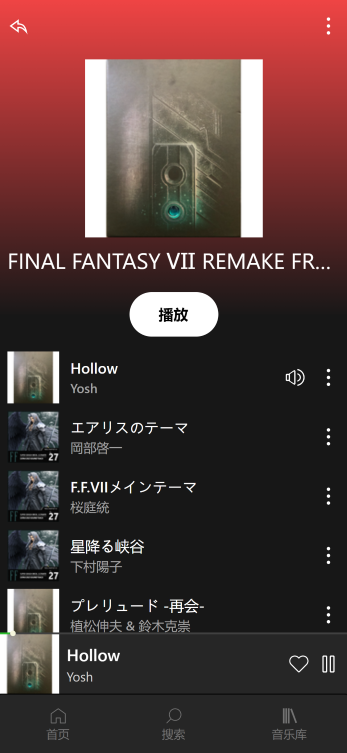 FINAL FANTASY VII REMAKE FR...
播放
Hollow
Yosh
エアリスのテーマ
岡部啓一
27
F.F.VIIメインテーマ
桜庭統
27
星降る峡谷
下村陽子
27
プレリュード -再会-
植松伸夫 & 鈴木克崇
Hollow
Yosh
首页
搜索
音乐库